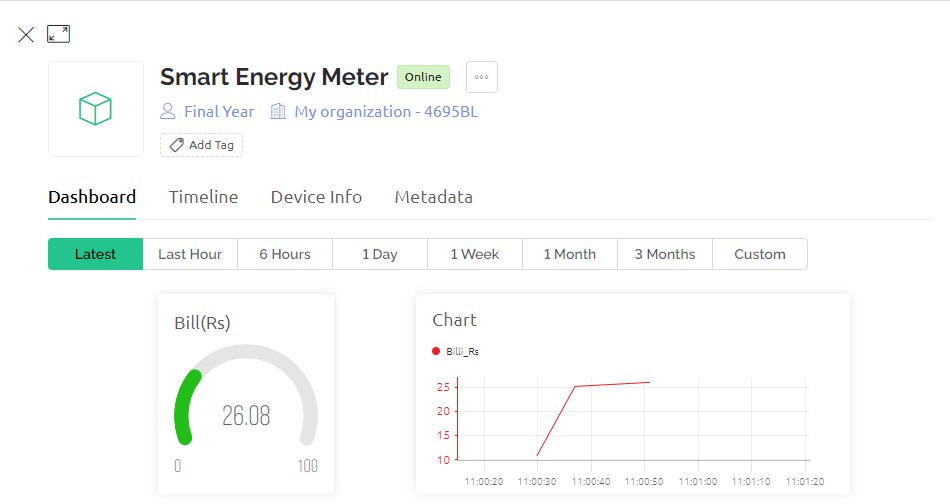 Smart Energy Meter Online
Final Year My organization - 4695BL
Add Tag
Dashboard Timeline Device Info Metadata
Latest Last Hour 6 Hours 1 Day 1 Week 1 Month 3 Months Custom
Bill(Rs)
26.08
0 100
Chart
Billi_Rs
25
20
15
10
11:00:20 11:00:30 11:00:40 11:00:50 11:01:00 11:01:10 11:01:20